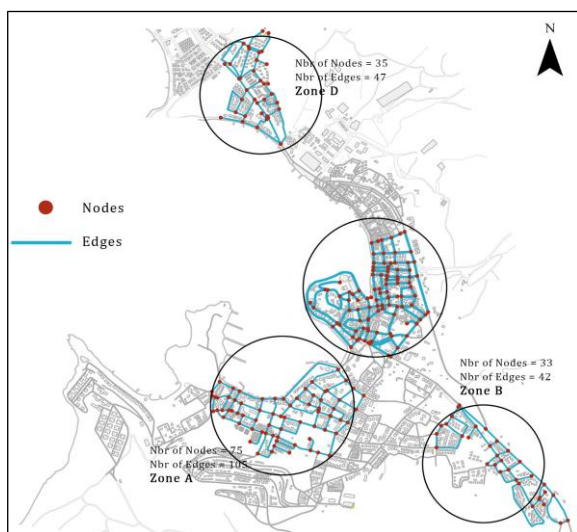 N
Nbr of Nodes = 35
Nbr of Edges = 47
Zone D
Nodes
Edges
Nbr of Nodes = 33
Nbr of Edges = 42
Zone B
Nbr of Nodes = 75
Nbr of Edges = 105
Zone A